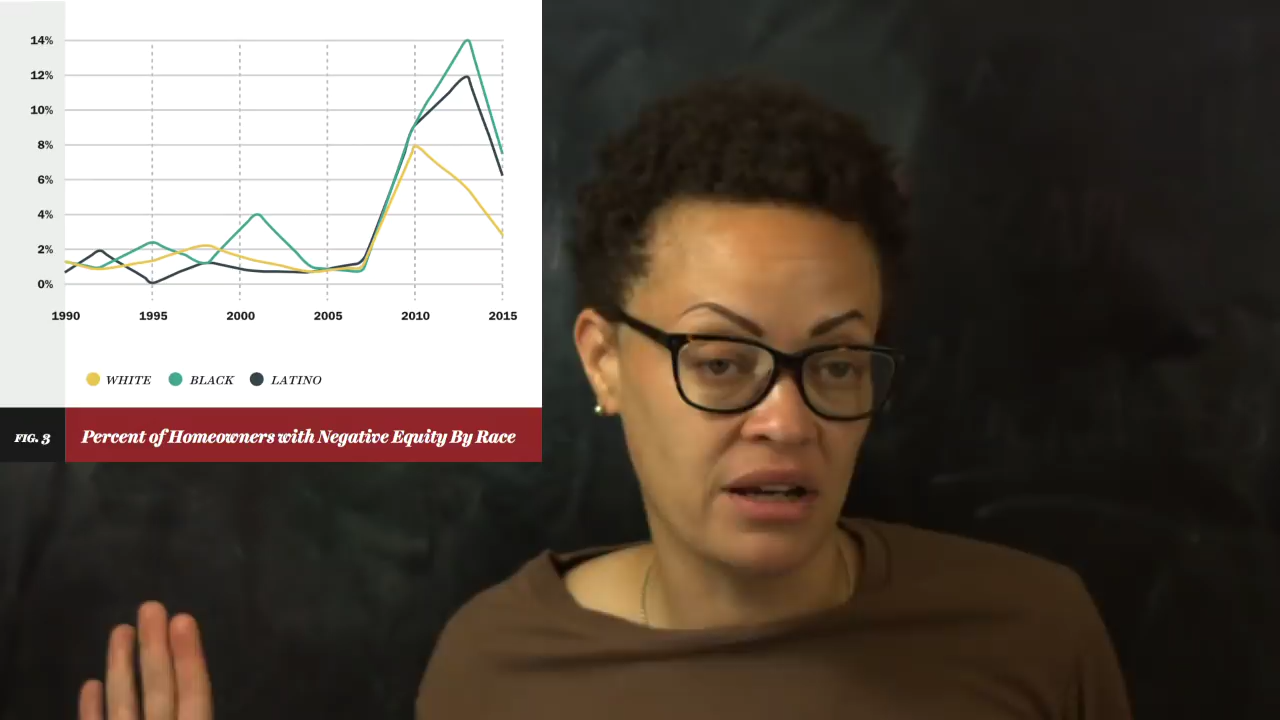 14%
12%
10%
8%
6%
4%
2%
0%
1990 1995 2000 2005 2010 2015
WHITE BLACK LATINO
FIG. 3 Percent of Homeowners with Negative Equity By Race